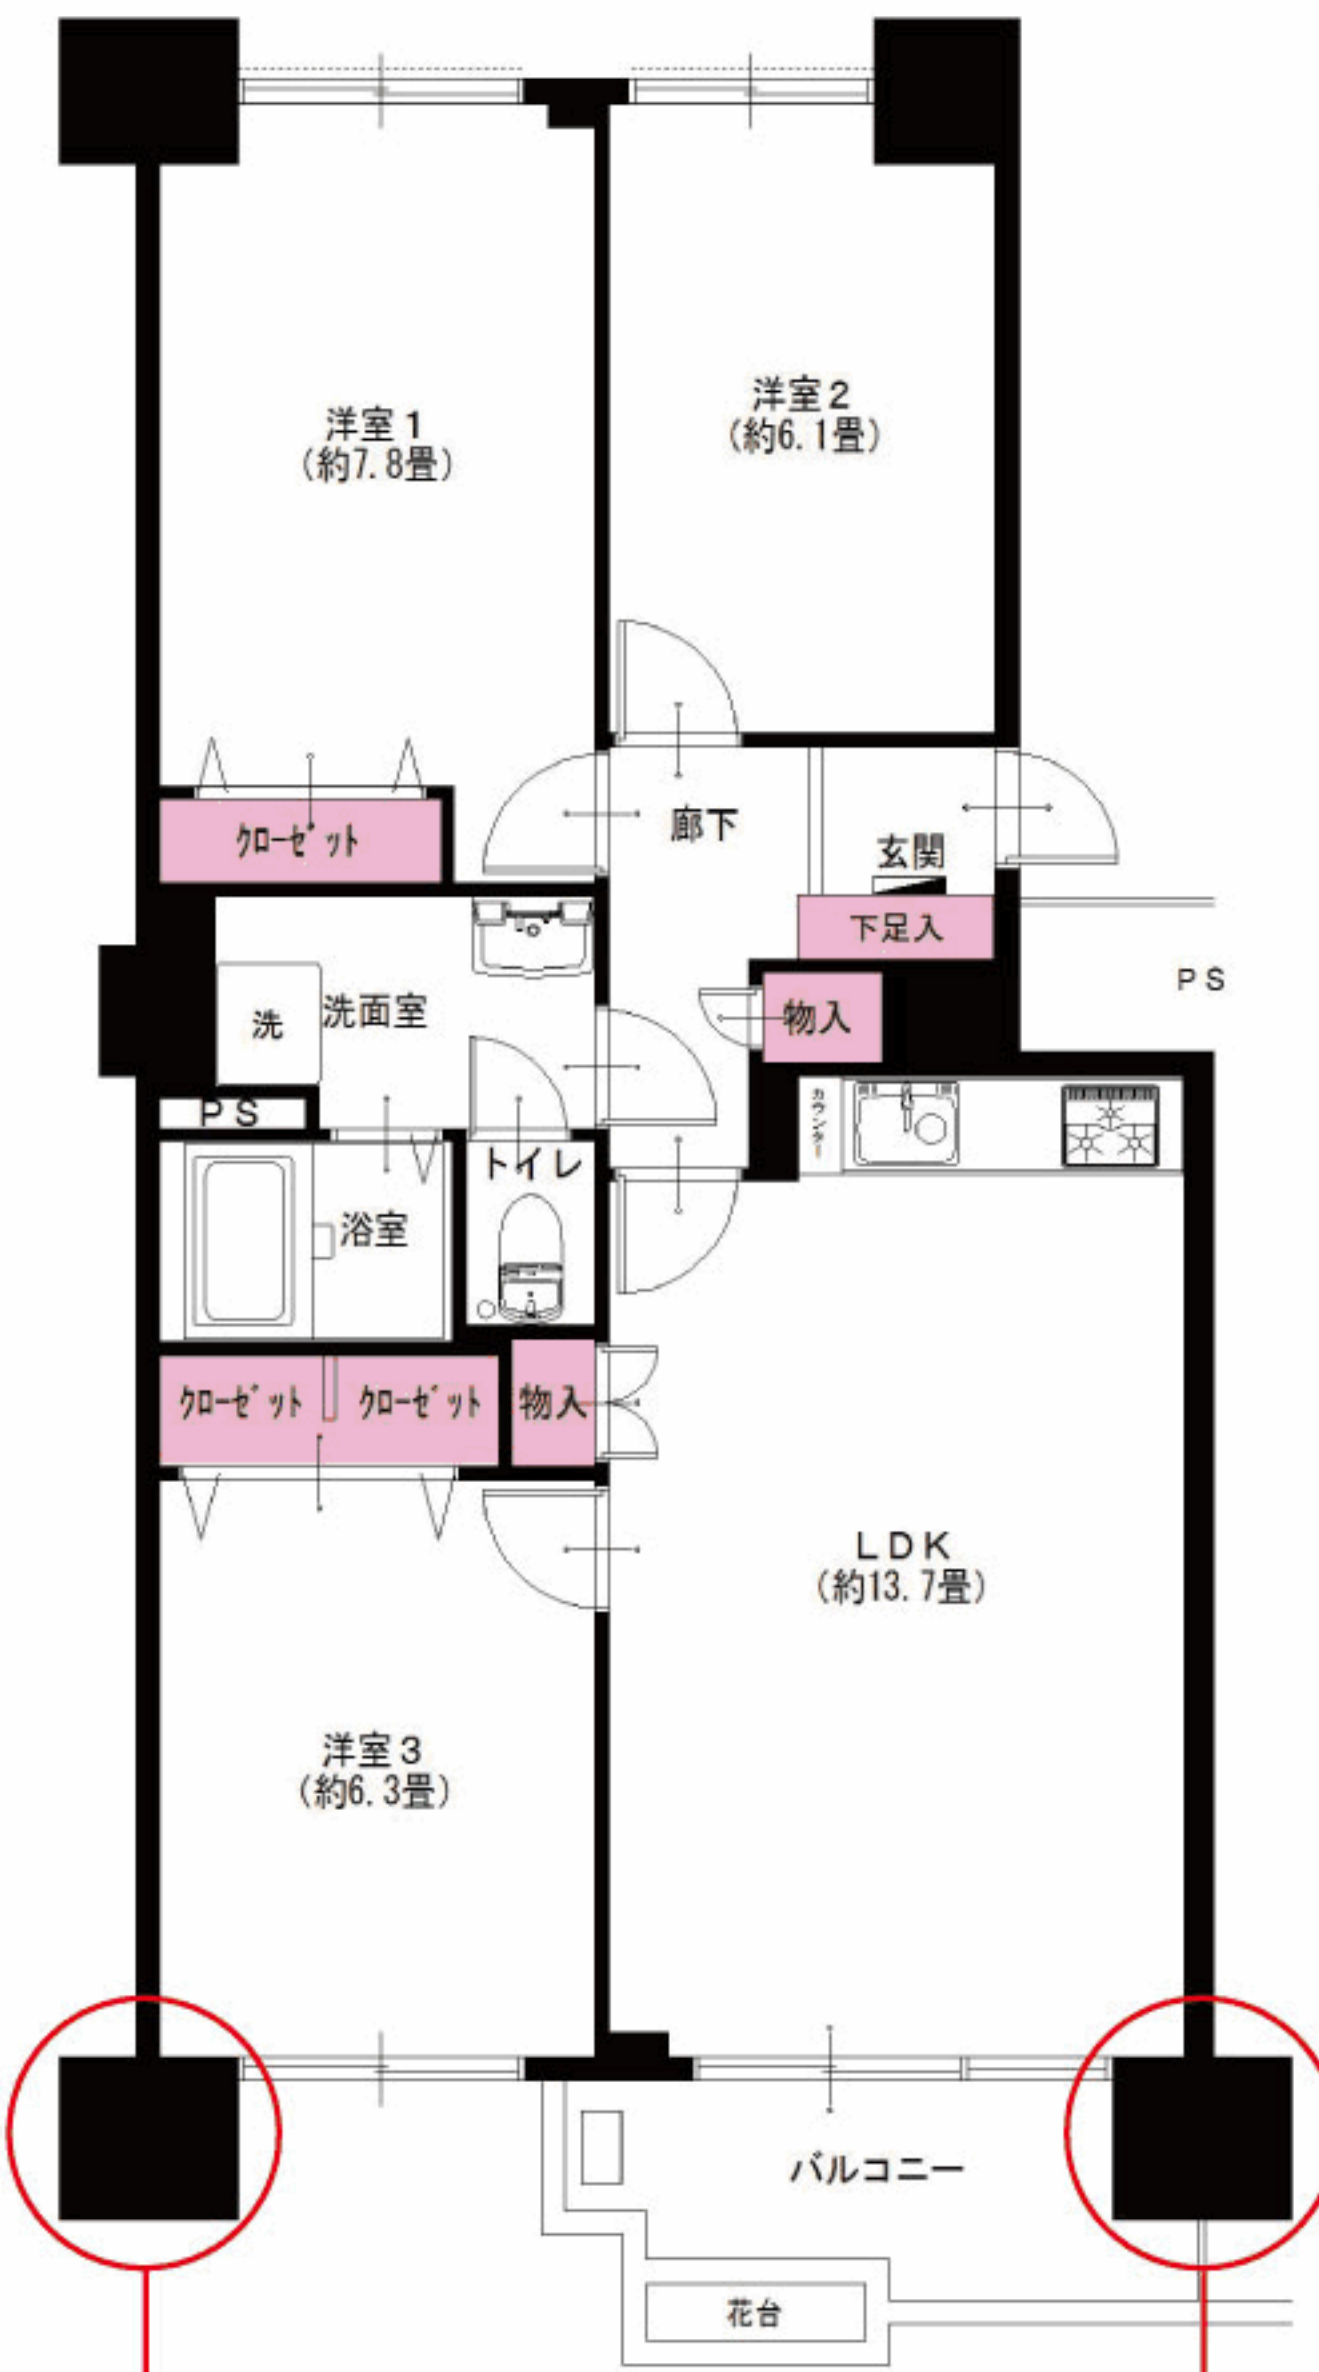 洋室1
(約7.8畳)
洋室2
(約6.1畳)
クローゼット
廊下
玄関
下足入
PS
洗
洗面室
物入
カウンター
PS
トイレ
浴室
クローゼット
クローゼット
物入
LDK
(約13.7畳)
洋室3
(約6.3畳)
バルコニー
花台